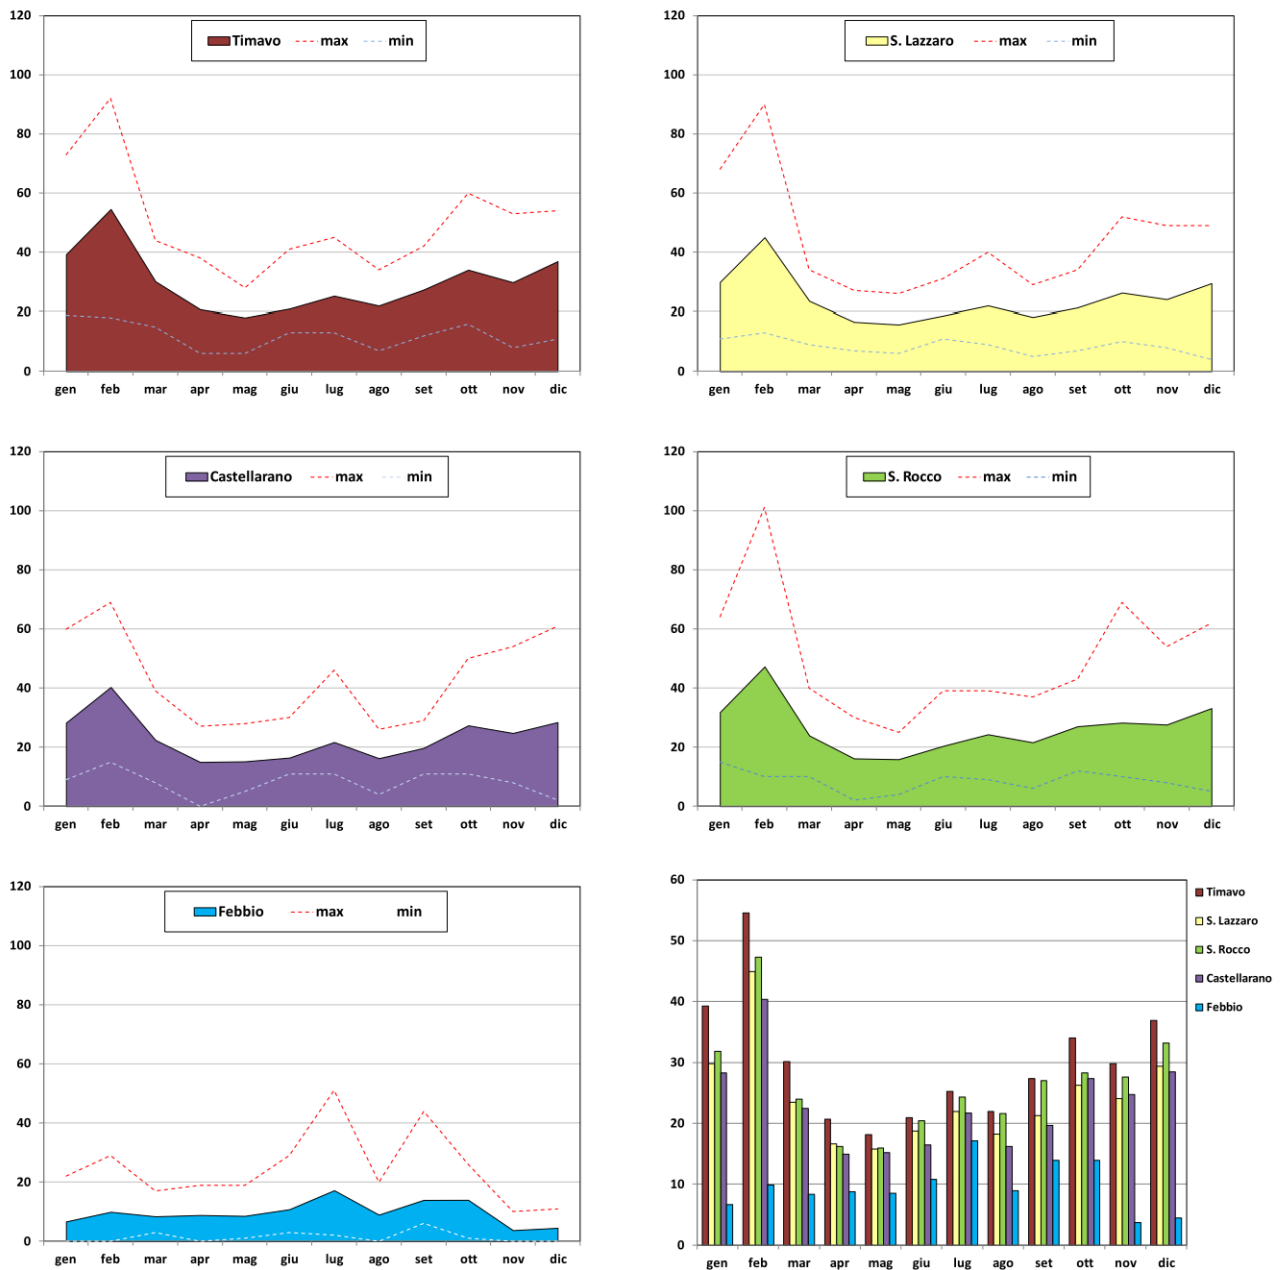 Timavo max min
120
100
80
60
40
20
0
gen feb mar apr mag giu lug ago set ott nov dic
S. Lazzaro max min
120
100
80
60
40
20
0
gen feb mar apr mag giu lug ago set ott nov dic
Castellarano max min
120
100
80
60
40
20
0
gen feb mar apr mag giu lug ago set ott nov dic
S. Rocco max min
120
100
80
60
40
20
0
gen feb mar apr mag giu lug ago set ott nov dic
Febbio max min
120
100
80
60
40
20
0
gen feb mar apr mag giu lug ago set ott nov dic
60
50
40
30
20
10
0
gen feb mar apr mag giu lug ago set ott nov dic
Timavo
S. Lazzaro
S. Rocco
Castellarano
Febbio